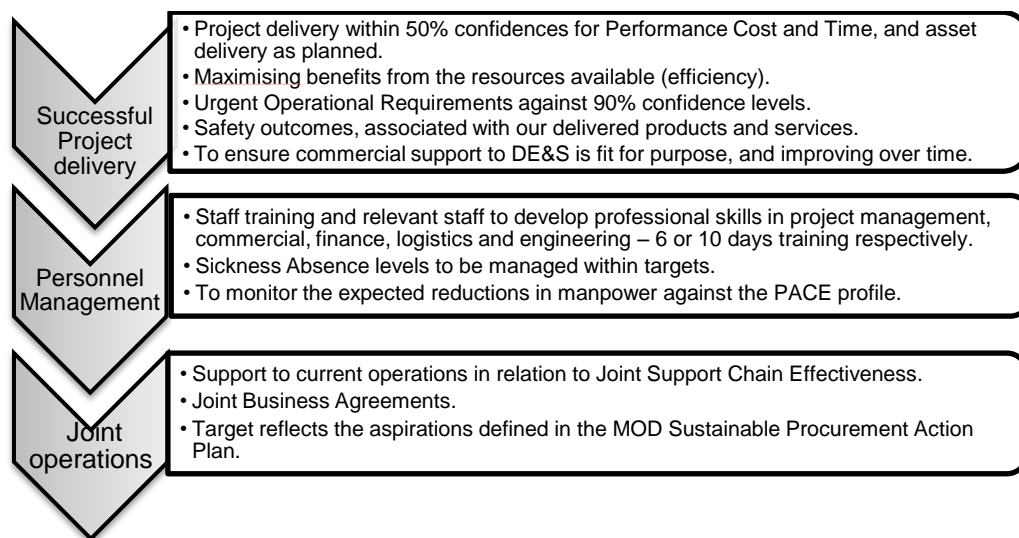 Successful
Project
delivery
• Project delivery within 50% confidences for Performance Cost and Time, and asset
delivery as planned.
• Maximising benefits from the resources available (efficiency).
• Urgent Operational Requirements against 90% confidence levels.
• Safety outcomes, associated with our delivered products and services.
• To ensure commercial support to DE&S is fit for purpose, and improving over time.
Personnel
Management
• Staff training and relevant staff to develop professional skills in project management,
commercial, finance, logistics and engineering – 6 or 10 days training respectively.
• Sickness Absence levels to be managed within targets.
• To monitor the expected reductions in manpower against the PACE profile.
Joint
operations
• Support to current operations in relation to Joint Support Chain Effectiveness.
• Joint Business Agreements.
• Target reflects the aspirations defined in the MOD Sustainable Procurement Action
Plan.